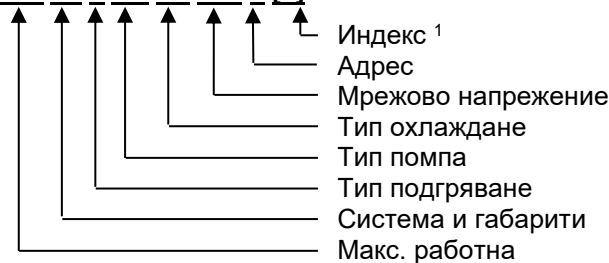 Индекс ¹
Адрес
Мрежово напрежение
Тип охлаждане
Тип помпа
Тип подгряване
Система и габарити
Макс. работна